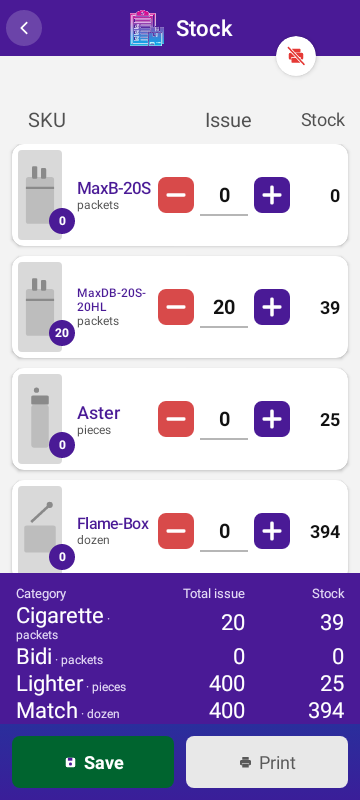 Stock
SKU Issue Stock
MaxB-20S
packets
0 0
0
MaxDB-20S-
20HL
packets
20 39
20
Aster
pieces
0 25
0
Flame-Box
dozen
0 394
0
Category Total issue Stock
Cigarette · packets 20 39
Bidi · packets 0 0
Lighter · pieces 400 25
Match · dozen 400 394
Save Print